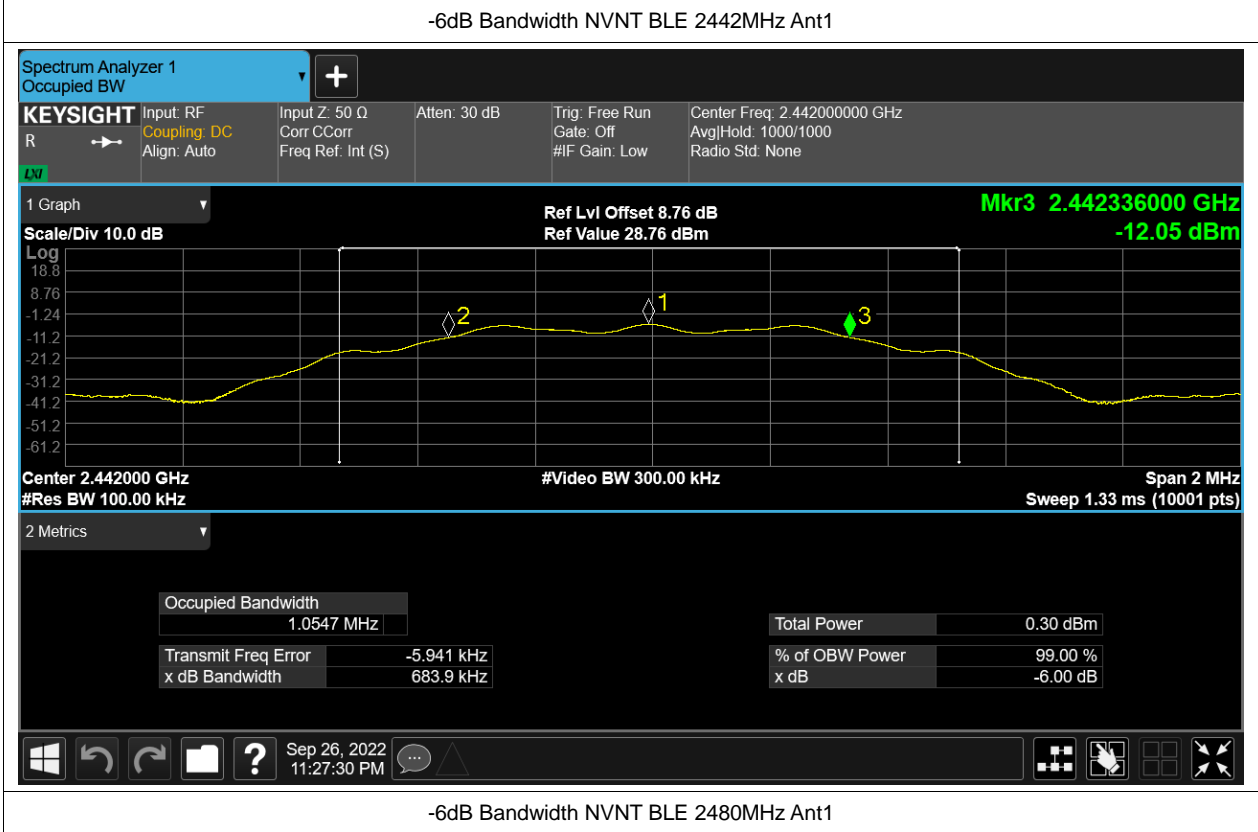 -6dB Bandwidth NVNT BLE 2442MHz Ant1
Spectrum Analyzer 1
Occupied BW
KEYSIGHT
R
LXI
Input: RF
Coupling: DC
Align: Auto
Input Z: 50 Ω
Corr CCorr
Freq Ref: Int (S)
Atten: 30 dB
Trig: Free Run
Gate: Off
#IF Gain: Low
Center Freq: 2.442000000 GHz
Avg|Hold: 1000/1000
Radio Std: None
1 Graph
Scale/Div 10.0 dB
Ref Lvl Offset 8.76 dB
Ref Value 28.76 dBm
Mkr3 2.442336000 GHz
-12.05 dBm
Log
18.8
8.76
-1.24
-11.2
-21.2
-31.2
-41.2
-51.2
-61.2
2
1
3
Center 2.442000 GHz
#Res BW 100.00 kHz
#Video BW 300.00 kHz
Span 2 MHz
Sweep 1.33 ms (10001 pts)
2 Metrics
Occupied Bandwidth
1.0547 MHz
Transmit Freq Error -5.941 kHz
x dB Bandwidth 683.9 kHz
Total Power 0.30 dBm
% of OBW Power 99.00 %
x dB -6.00 dB
?
Sep 26, 2022
11:27:30 PM
-6dB Bandwidth NVNT BLE 2480MHz Ant1